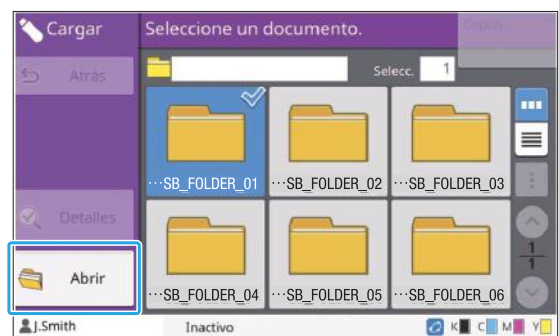 Cargar
Seleccione un documento.
Copias
Atrás
Selecc. 1
···SB_FOLDER_01
···SB_FOLDER_02
···SB_FOLDER_03
Detalles
1
1
Abrir
···SB_FOLDER_04
···SB_FOLDER_05
···SB_FOLDER_06
J.Smith
Inactivo
K
C
M
Y